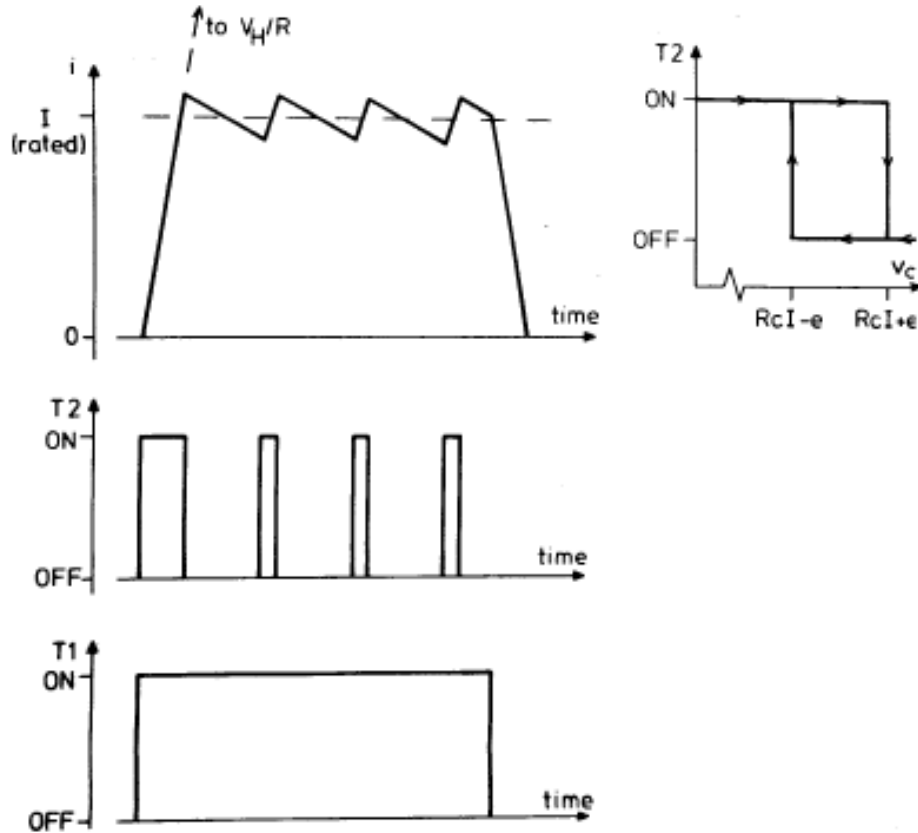 to V_H/R
i
I
(rated)
0
time
T2
ON
OFF
v_c
RcI-e
RcI+e
T2
ON
OFF
time
T1
ON
OFF
time